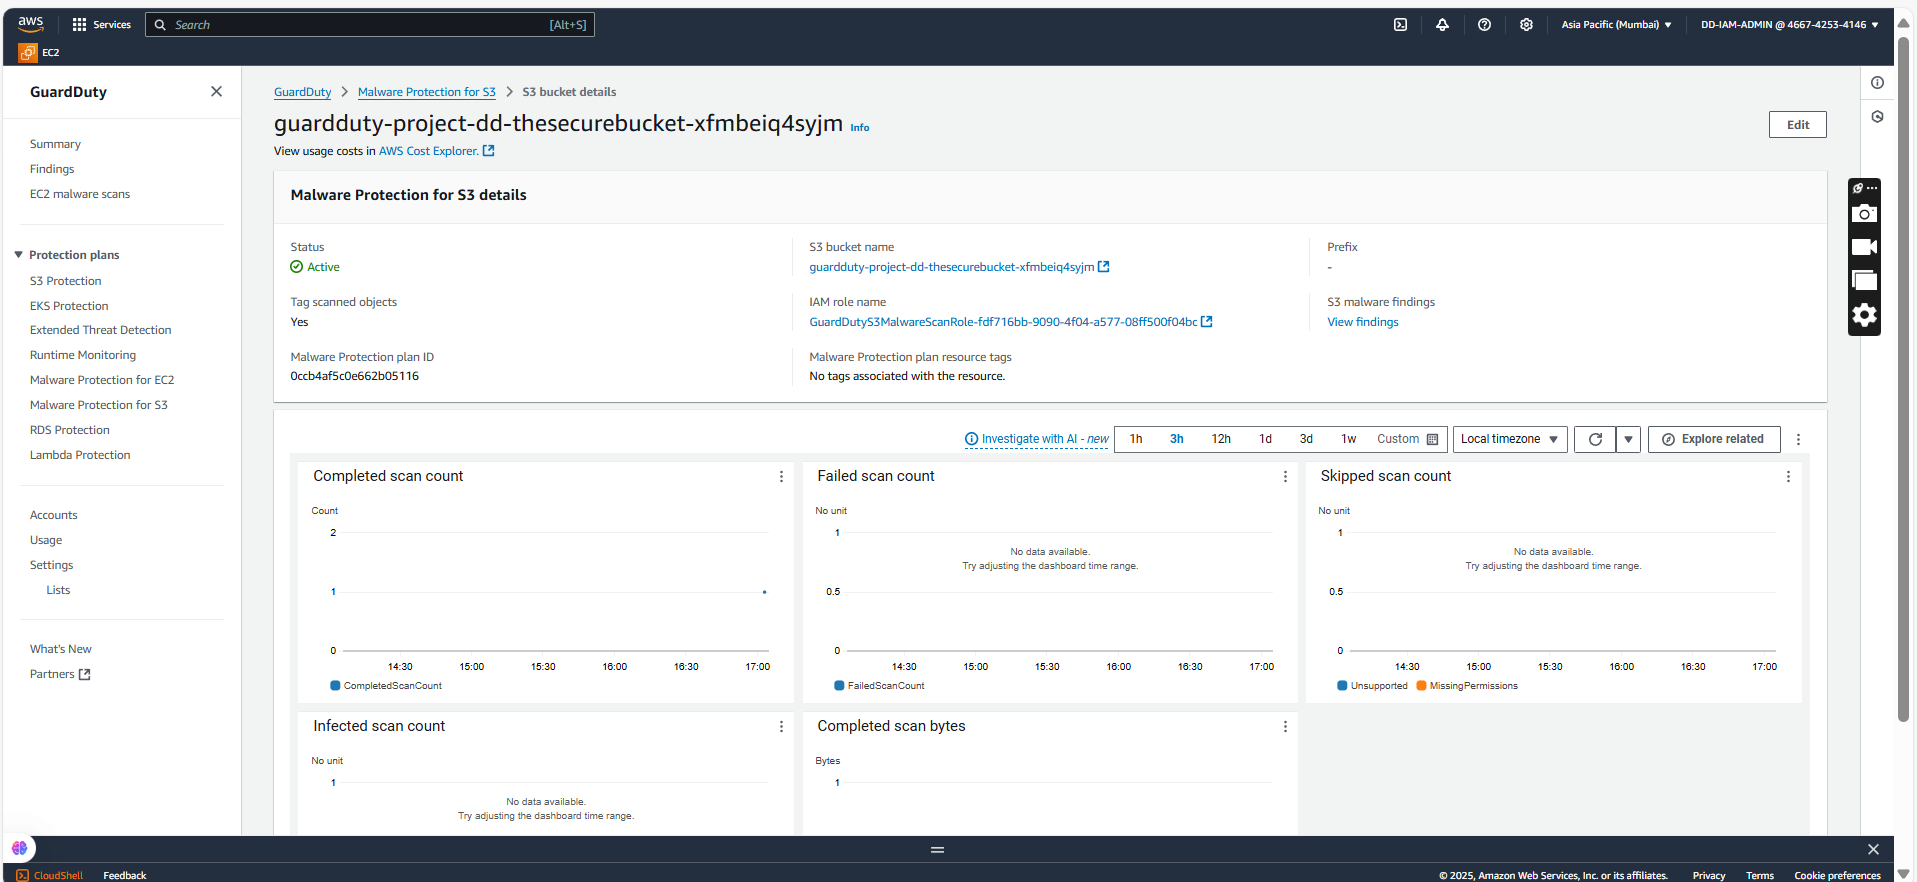 aws
Services
Search
[Alt+S]
Asia Pacific (Mumbai)
DD-IAM-ADMIN @ 4667-4253-4146
EC2
GuardDuty
Summary
Findings
EC2 malware scans
Protection plans
S3 Protection
EKS Protection
Extended Threat Detection
Runtime Monitoring
Malware Protection for EC2
Malware Protection for S3
RDS Protection
Lambda Protection
Accounts
Usage
Settings
Lists
What's New
Partners
GuardDuty > Malware Protection for S3 > S3 bucket details
guardduty-project-dd-thesecurebucket-xfmbeiq4syjm Info
Edit
View usage costs in AWS Cost Explorer.
Malware Protection for S3 details
Status
Active
S3 bucket name
guardduty-project-dd-thesecurebucket-xfmbeiq4syjm
Prefix
-
Tag scanned objects
Yes
IAM role name
GuardDutyS3MalwareScanRole-fdf716bb-9090-4f04-a577-08ff500f04bc
S3 malware findings
View findings
Malware Protection plan ID
0ccb4af5c0e662b05116
Malware Protection plan resource tags
No tags associated with the resource.
Investigate with AI - new
1h 3h 12h 1d 3d 1w Custom
Local timezone
Explore related
Completed scan count
Count
2
1
0
14:30 15:00 15:30 16:00 16:30 17:00
CompletedScanCount
Failed scan count
No unit
1
No data available.
Try adjusting the dashboard time range.
0.5
0
14:30 15:00 15:30 16:00 16:30 17:00
FailedScanCount
Skipped scan count
No unit
1
No data available.
Try adjusting the dashboard time range.
0.5
0
14:30 15:00 15:30 16:00 16:30 17:00
Unsupported MissingPermissions
Infected scan count
No unit
1
No data available.
Try adjusting the dashboard time range.
Completed scan bytes
Bytes
1
CloudShell
Feedback
© 2025, Amazon Web Services, Inc. or its affiliates.
Privacy
Terms
Cookie preferences